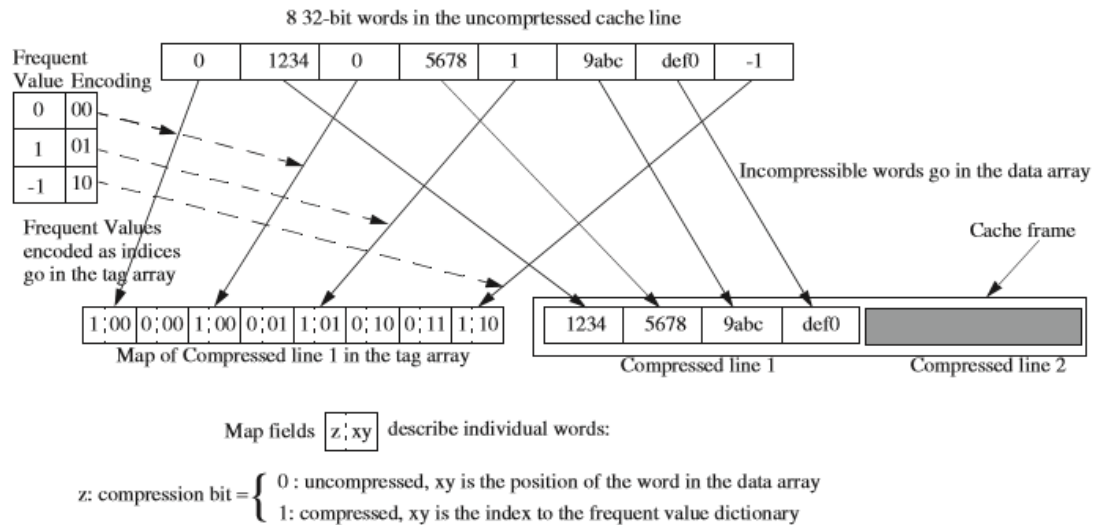 8 32-bit words in the uncomprtessed cache line
0 1234 0 5678 1 9abc def0 -1
Frequent
Value Encoding
0 00
1 01
-1 10
Incompressible words go in the data array
Frequent Values
encoded as indices
go in the tag array
Cache frame
1 00 0 00 1 00 0 01 1 01 0 10 0 11 1 10
1234 5678 9abc def0
Map of Compressed line 1 in the tag array
Compressed line 1
Compressed line 2
Map fields z xy describe individual words:
z: compression bit = { 0 : uncompressed, xy is the position of the word in the data array
1: compressed, xy is the index to the frequent value dictionary